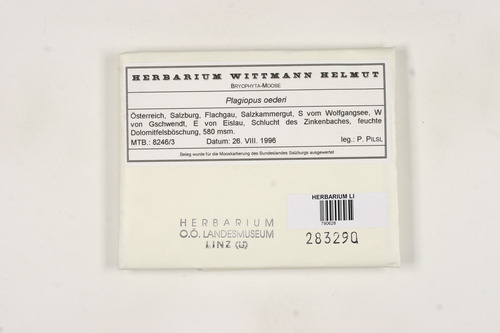 HERBARIUM WITTMANN HELMUT
BRYOPHYTA-MOOSE
Plagiopus oederi
Österreich, Salzburg, Flachgau, Salzkammergut, S vom Wolfgangsee, W
von Gschwendt, E von Eislau, Schlucht des Zinkenbaches, feuchte
Dolomitfelsböschung, 580 msm.
MTB.: 8246/3 Datum: 26. VIII. 1996 leg.: P. PILSL
Beleg wurde für die Mooskartierung des Bundeslandes Salzburgs ausgewertet
HERBARIUM LI
HERBARIUM
O.Ö. LANDESMUSEUM
LINZ (LI)
283290